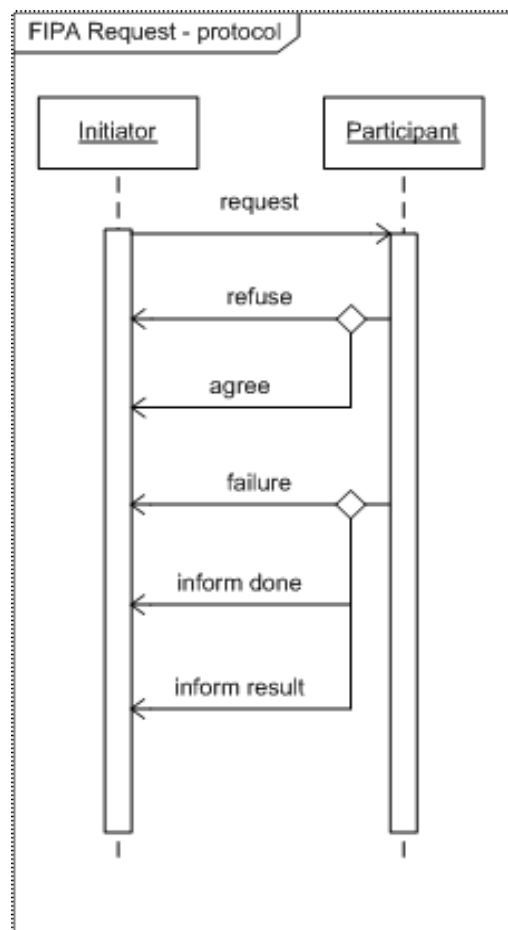 FIPA Request - protocol
Initiator
Participant
request
refuse
agree
failure
inform done
inform result